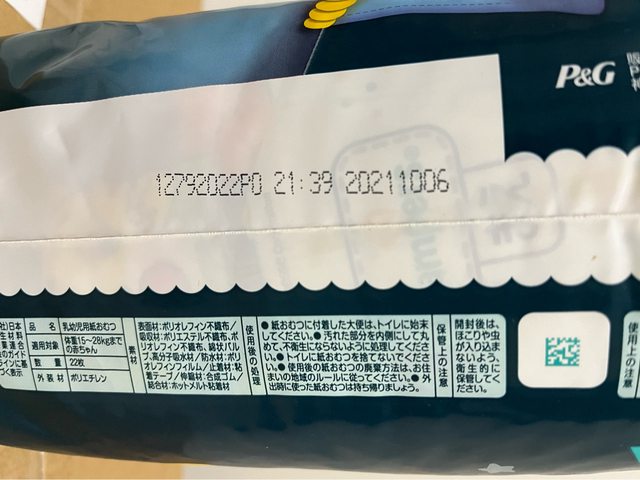 P&G
12792022P0 21:39 20211006
品 名 乳幼児用紙おむつ
適用対象 体重15~28kgまで
の赤ちゃん
数 量 22枚
外装材 ポリエチレン
素材
表面材:ポリオレフィン不織布/
吸収材:ポリエステル不織布、ポ
リオレフィン不織布、綿状パル
プ、高分子吸水材/防水材:ポリ
オレフィンフィルム/止着材:粘
着テープ/伸縮材:合成ゴム/
結合材:ホットメルト粘着材
使用後の処理
●紙おむつに付着した大便は、トイレに始末
してください。●汚れた部分を内側にして丸
めて、不衛生にならないように処理してくださ
い。●トイレに紙おむつを捨てないでくださ
い。●使用後の紙おむつの廃棄方法は、お住
まいの地域のルールに従ってください。●外
出時に使った紙おむつは持ち帰りましょう。
保管上の注意
開封後は、
ほこりや虫
が入り込ま
ないよう、
衛生的に
保管してく
ださい。
使用上の注意